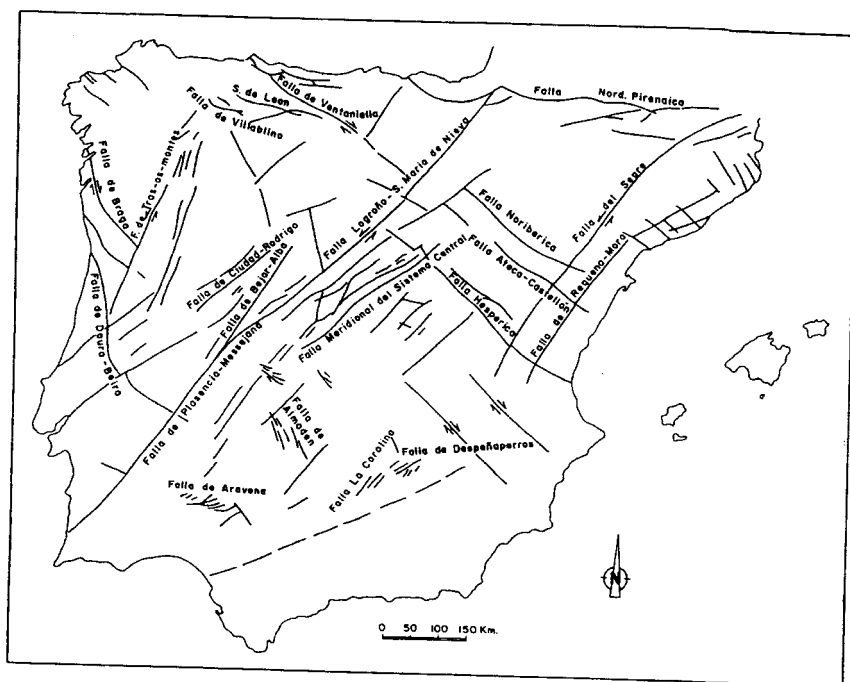 Falla Nord. Pirenaica
Falla de Ventaniella
S. de Leon
Falla de Villablino
Falla de Braga
F. de Tras-os-montes
Falla Logroño-S. Maria de Nieva
Falla del Segre
Falla Noriberica
Falla de Ciudad-Rodrigo
Falla de Bejar-Alba
Falla Meridional del Sistema Central
Falla Ateca-Castellón
Falla Hesperica
Falla de Requena-Mora
Falla de Doura-Beira
Falla de Plasencia-Messejana
Falla de Almaden
Falla La Carolina
Falla de Despeñaperros
Falla de Aravena
N
0 50 100 150 Km.